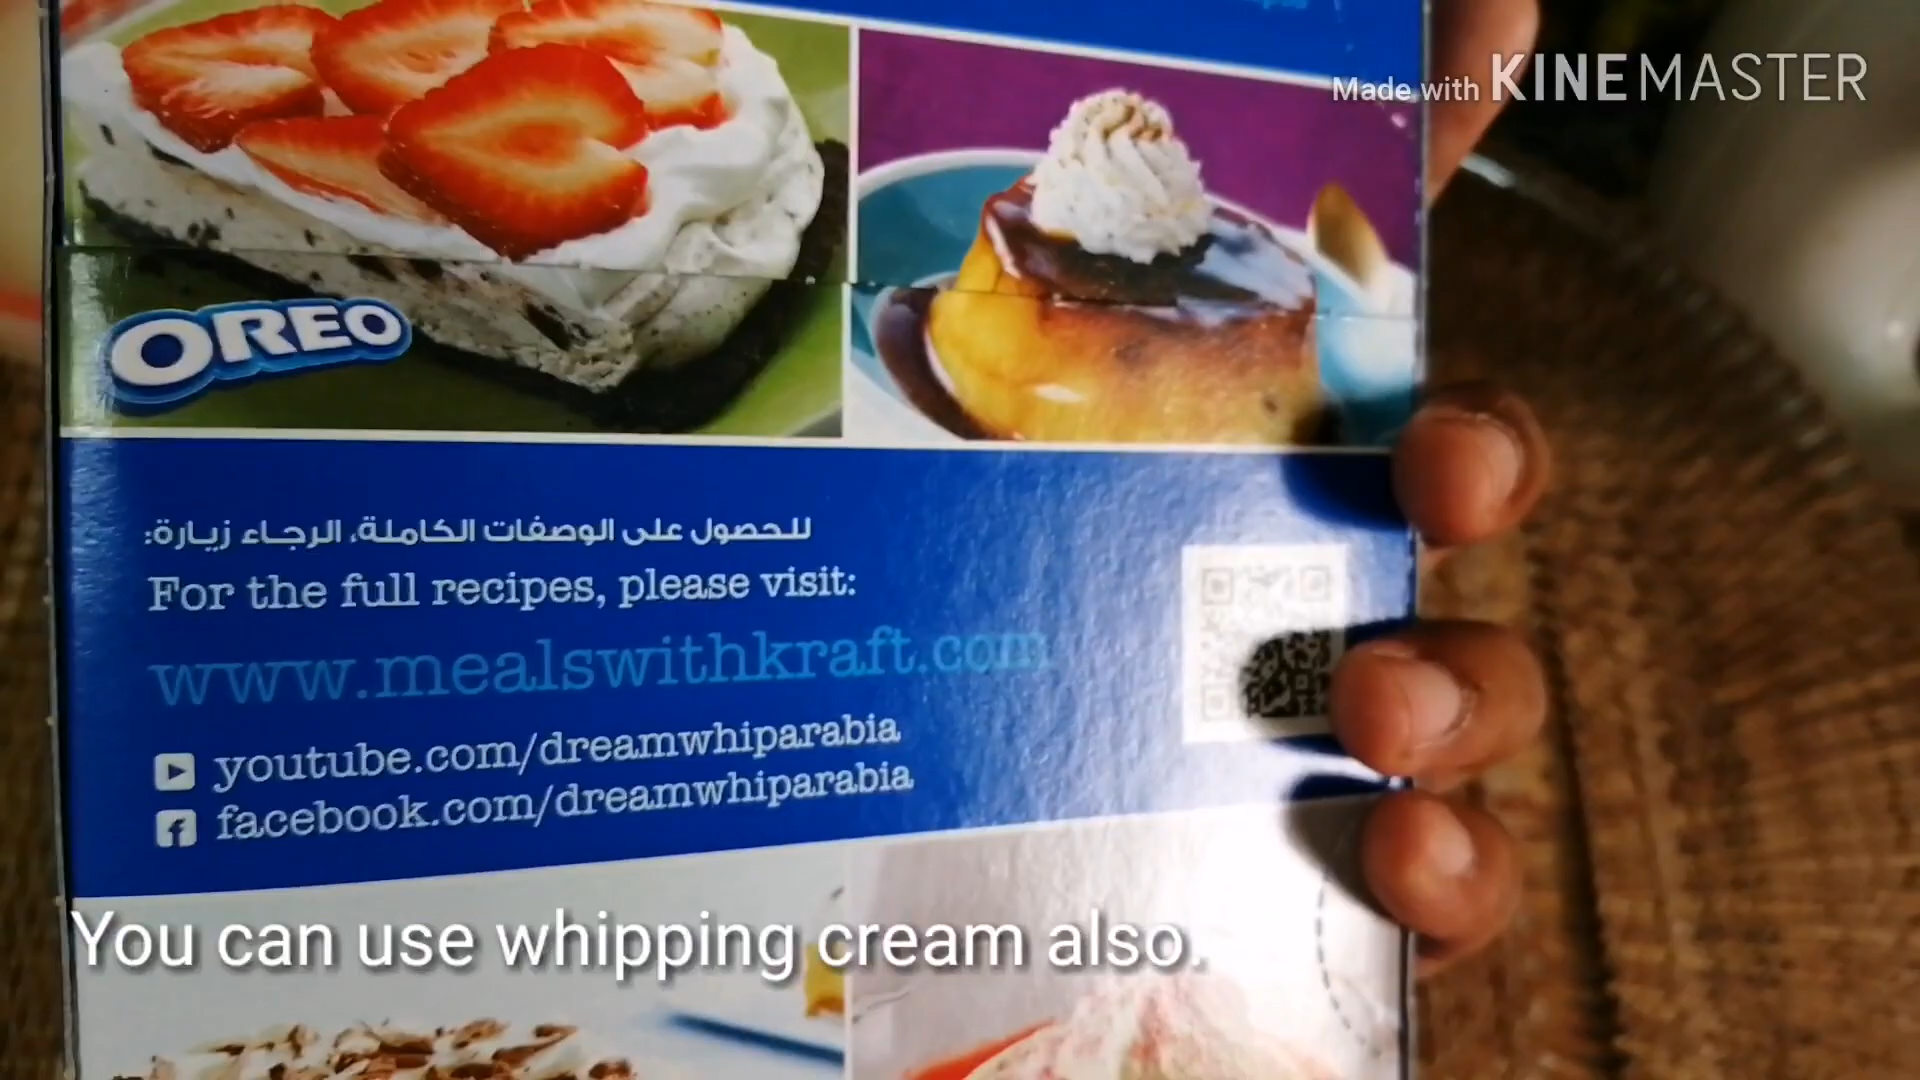 Made with KINEMASTER
OREO
للحصول على الوصفات الكاملة، الرجاء زيارة:
For the full recipes, please visit:
www.mealswithkraft.com
youtube.com/dreamwhiparabia
facebook.com/dreamwhiparabia
You can use whipping cream also.